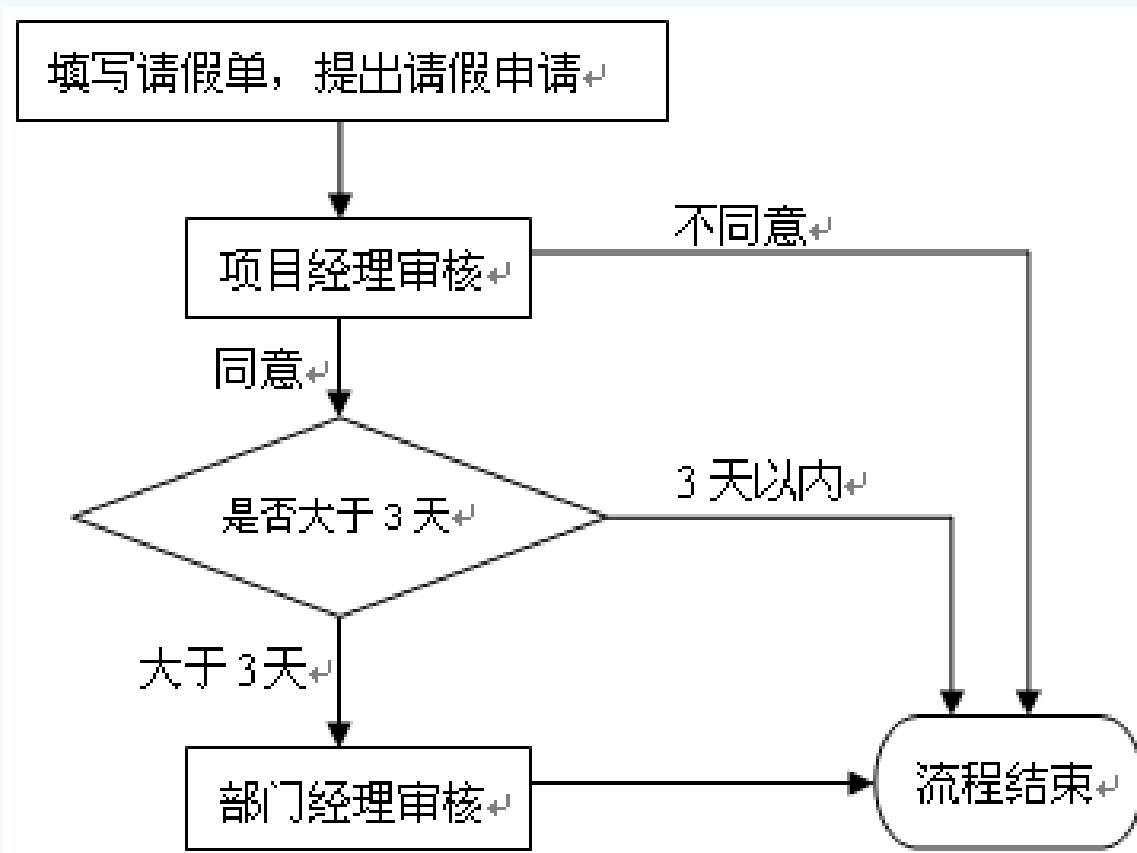 填写请假单，提出请假申请
不同意
项目经理审核
同意
3 天以内
是否大于 3 天
大于 3天
部门经理审核
流程结束